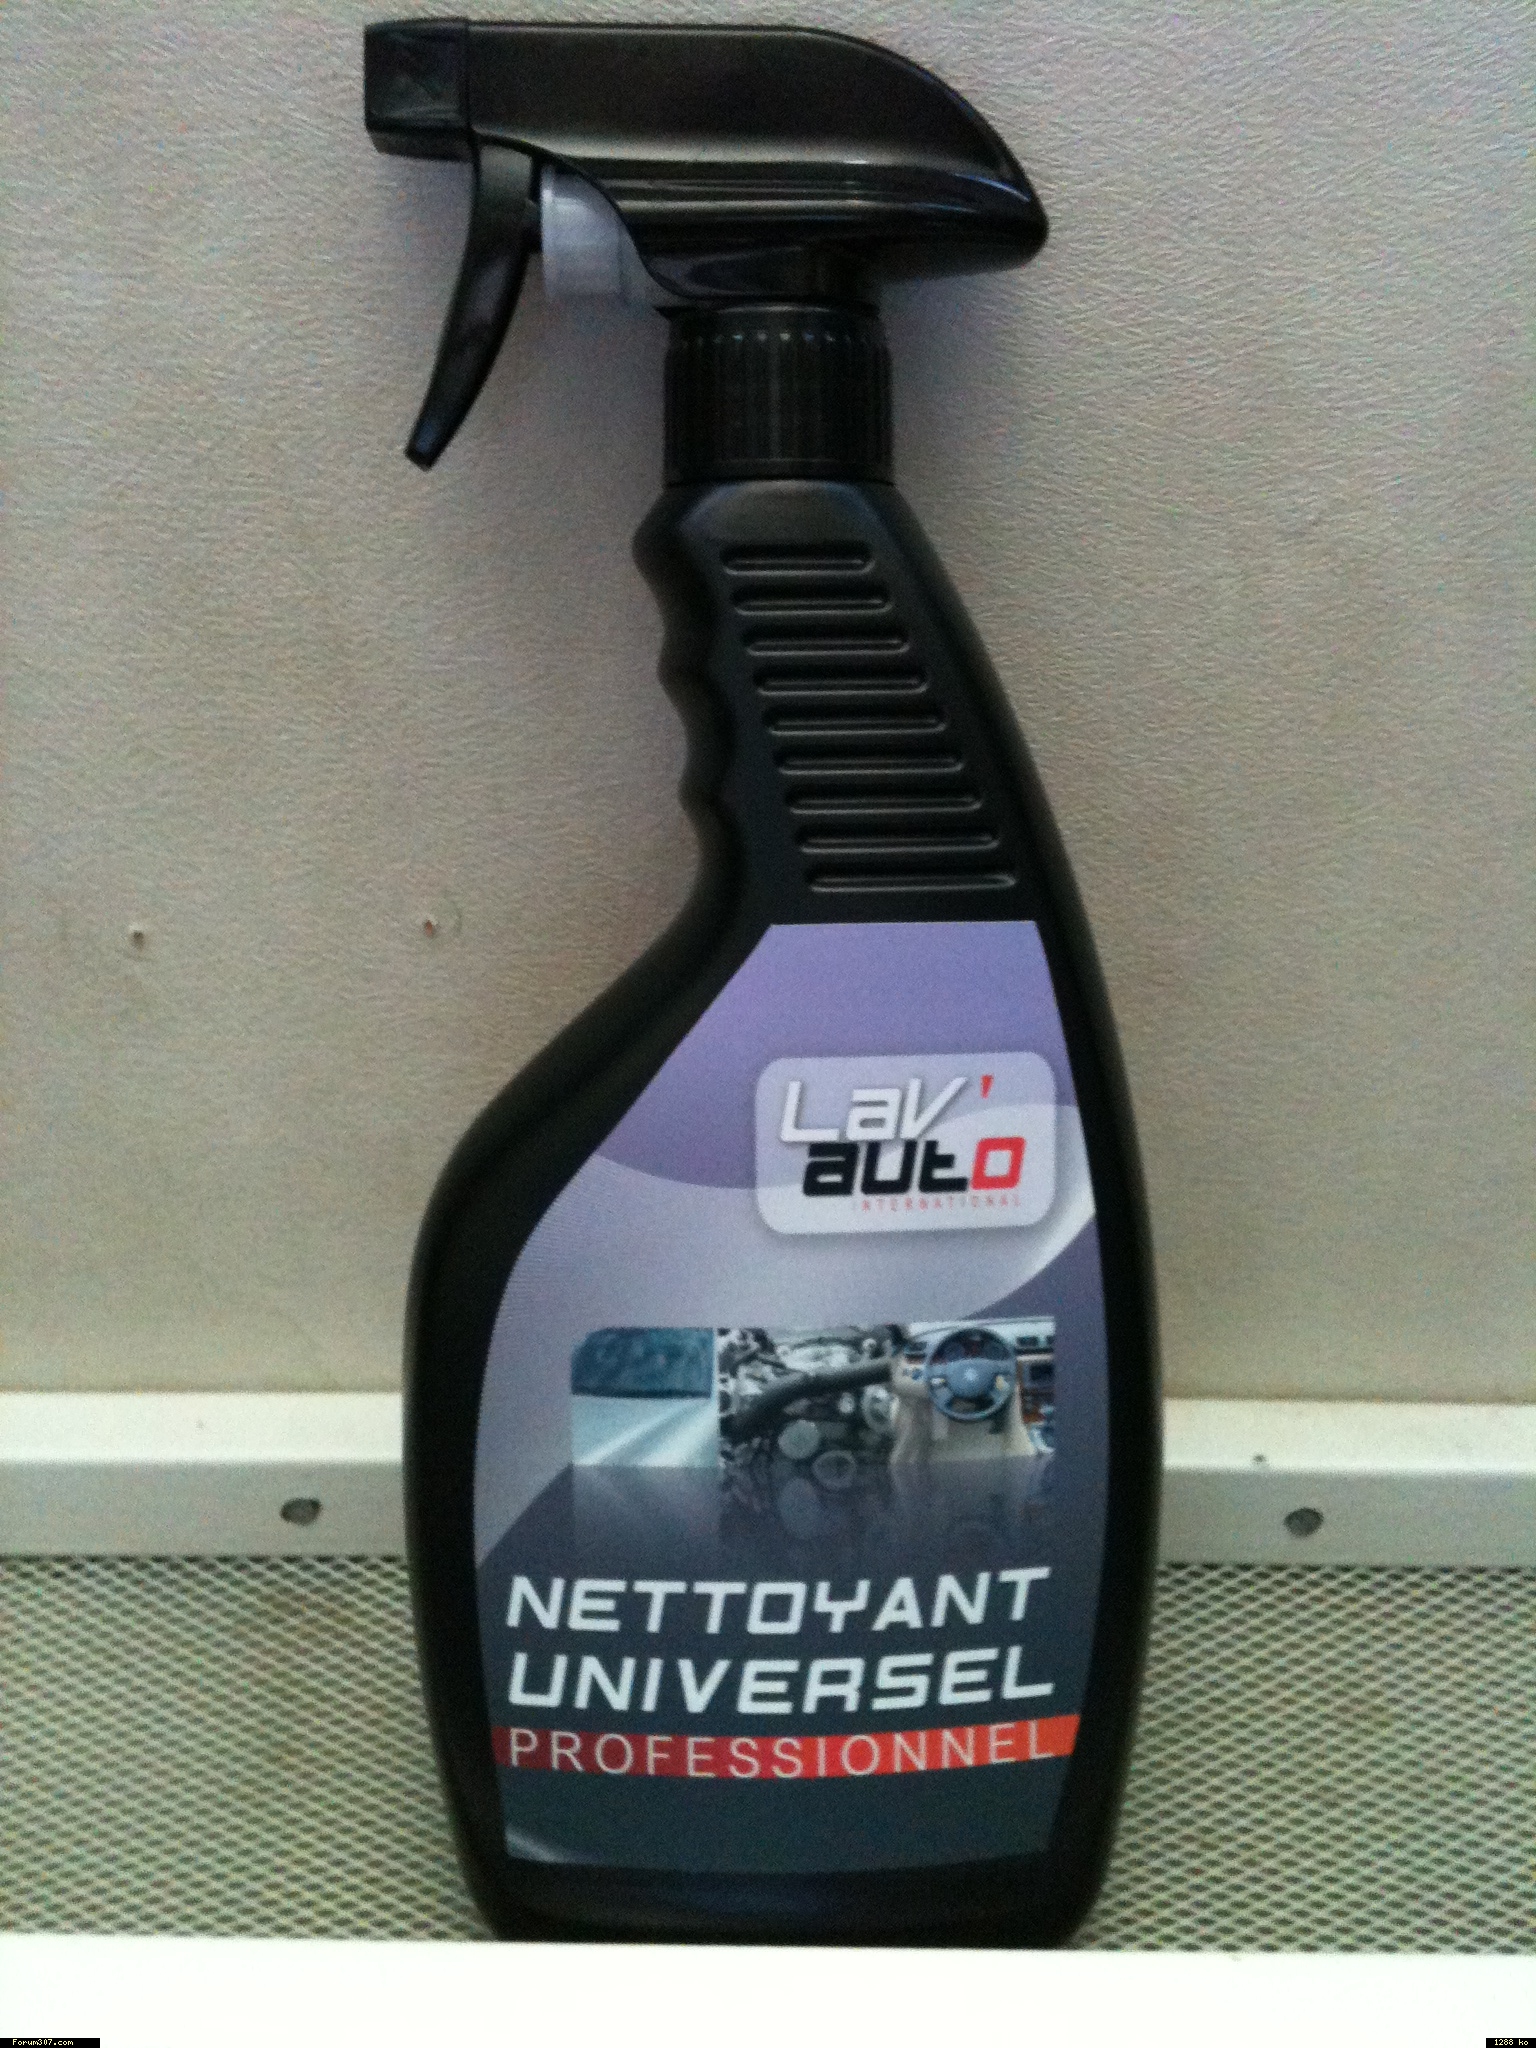 Lav'
auto
INTERNATIONAL
NETTOYANT
UNIVERSEL
PROFESSIONNEL
Forum307.com
1288 ko